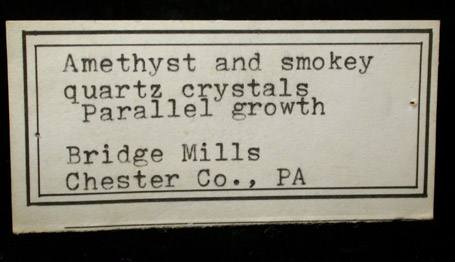 Amethyst and smokey
quartz crystals
Parallel growth
Bridge Mills
Chester Co., PA